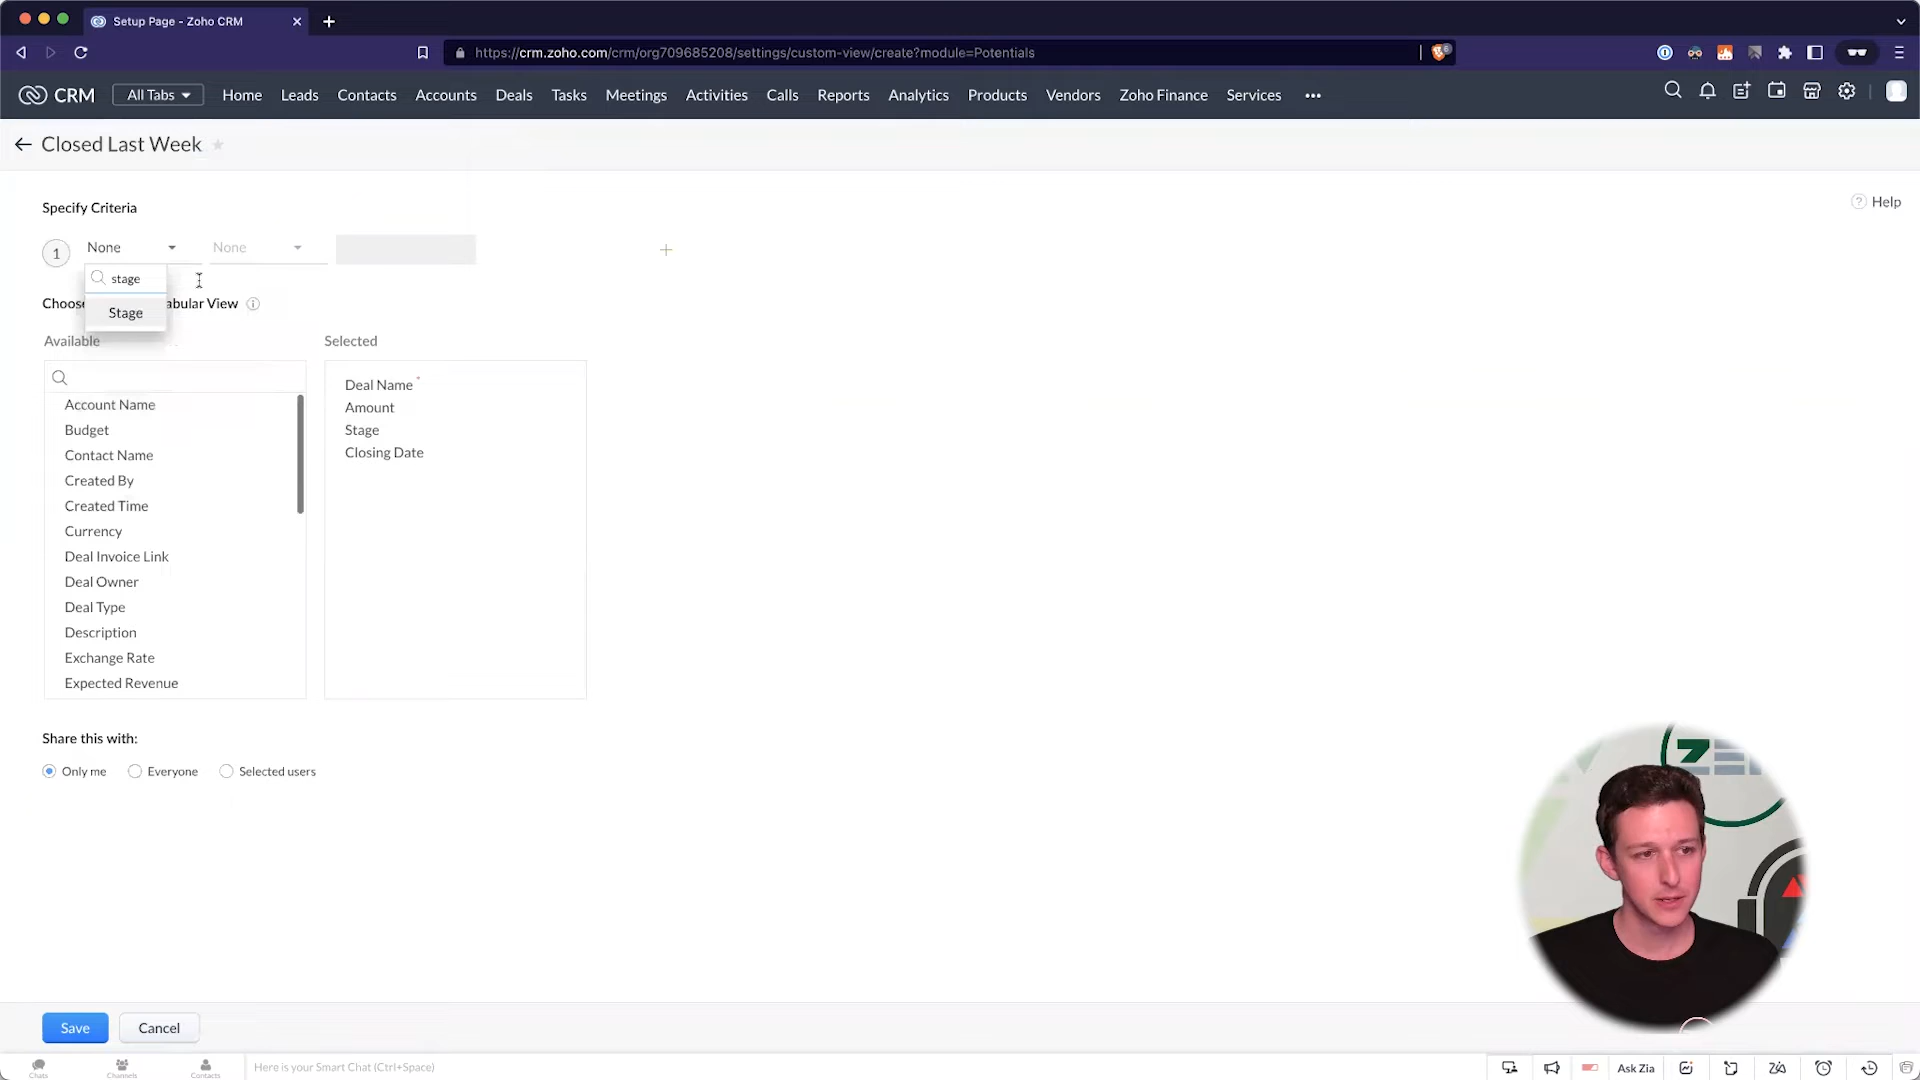 Setup Page - Zoho CRM
https://crm.zoho.com/crm/org709685208/settings/custom-view/create?module=Potentials
6
CRM
All Tabs
Home
Leads
Contacts
Accounts
Deals
Tasks
Meetings
Activities
Calls
Reports
Analytics
Products
Vendors
Zoho Finance
Services
Closed Last Week
Help
Specify Criteria
1
None
None
stage
Stage
Choose
abular View
Available
Selected
Account Name
Budget
Contact Name
Created By
Created Time
Currency
Deal Invoice Link
Deal Owner
Deal Type
Description
Exchange Rate
Expected Revenue
Deal Name *
Amount
Stage
Closing Date
Share this with:
Only me
Everyone
Selected users
Save
Cancel
Chats
Channels
Contacts
Here is your Smart Chat (Ctrl+Space)
Ask Zia